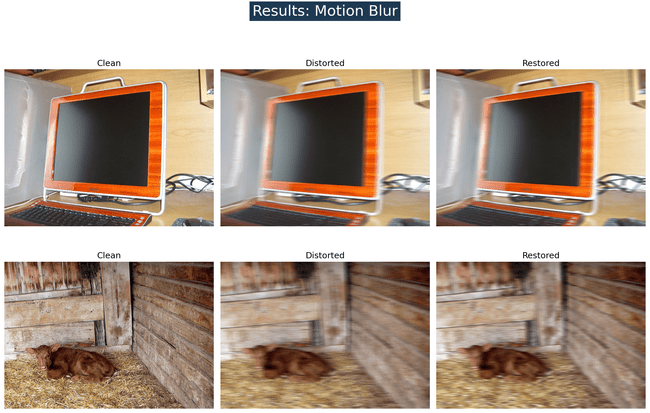 Results: Motion Blur
Clean
Distorted
Restored
Clean
Distorted
Restored